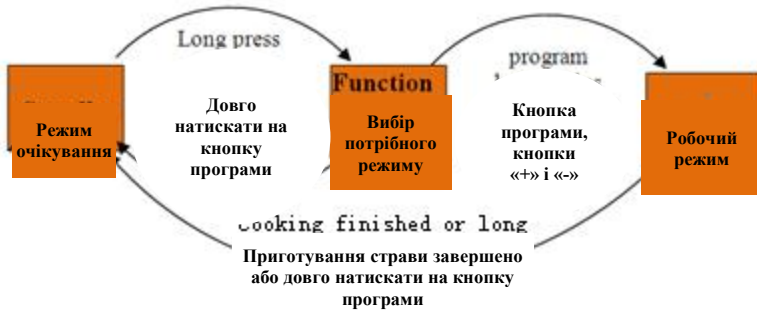 Long press
program
Function
Довго
натискати на
кнопку
програми
Кнопка
програми,
кнопки
«+» і «-»
Режим
очікування
Вибір
потрібного
режиму
Робочий
режим
cooking finished or long
Приготування страви завершено
або довго натискати на кнопку
програми